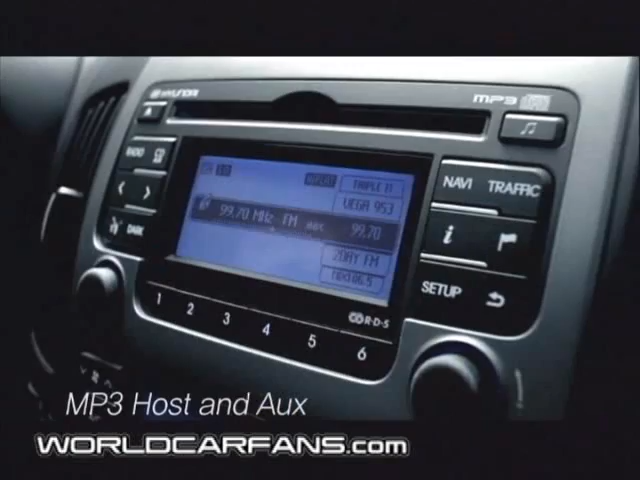 HYUNDAI
MP3
RADIO
NAVI TRAFFIC
DARK
SETUP
TRIPLE M
VEGA 953
99.70 MHz FM
99.70
2DAY FM
R·D·S
1 2 3 4 5 6
MP3 Host and Aux
WORLDCARFANS.com